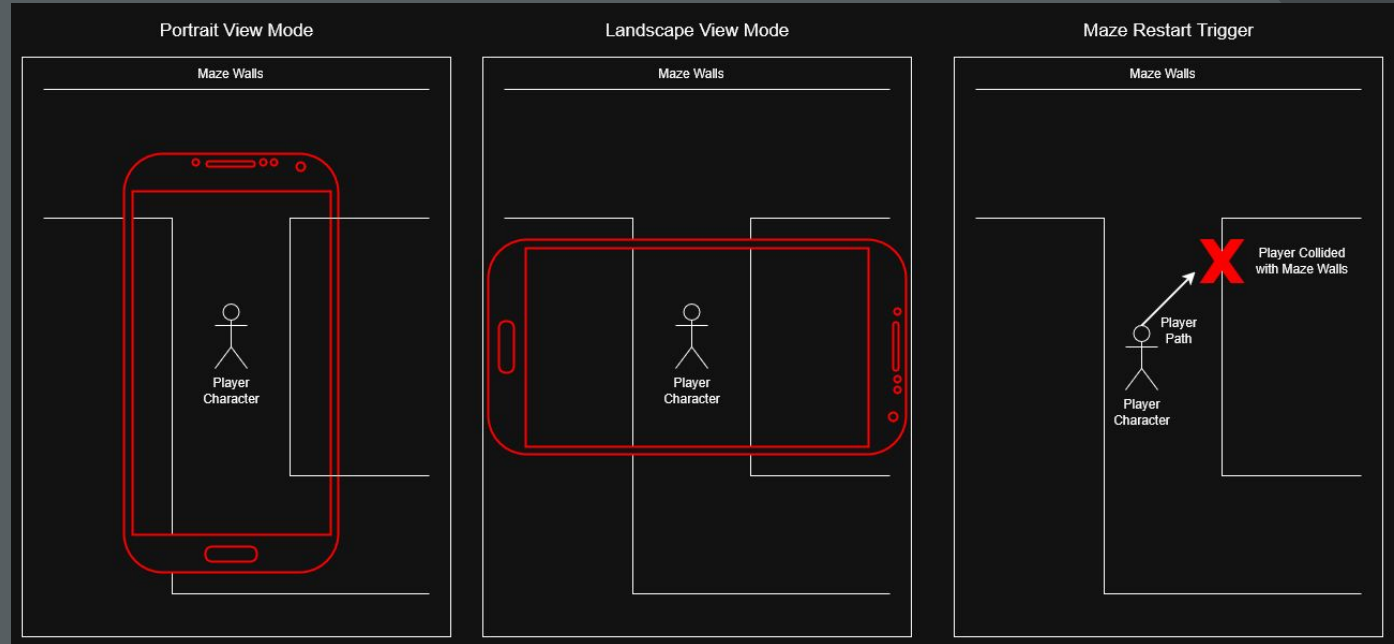 Portrait View Mode
Maze Walls
Player
Character
Landscape View Mode
Maze Walls
Player
Character
Maze Restart Trigger
Maze Walls
Player Collided
with Maze Walls
Player
Path
Player
Character